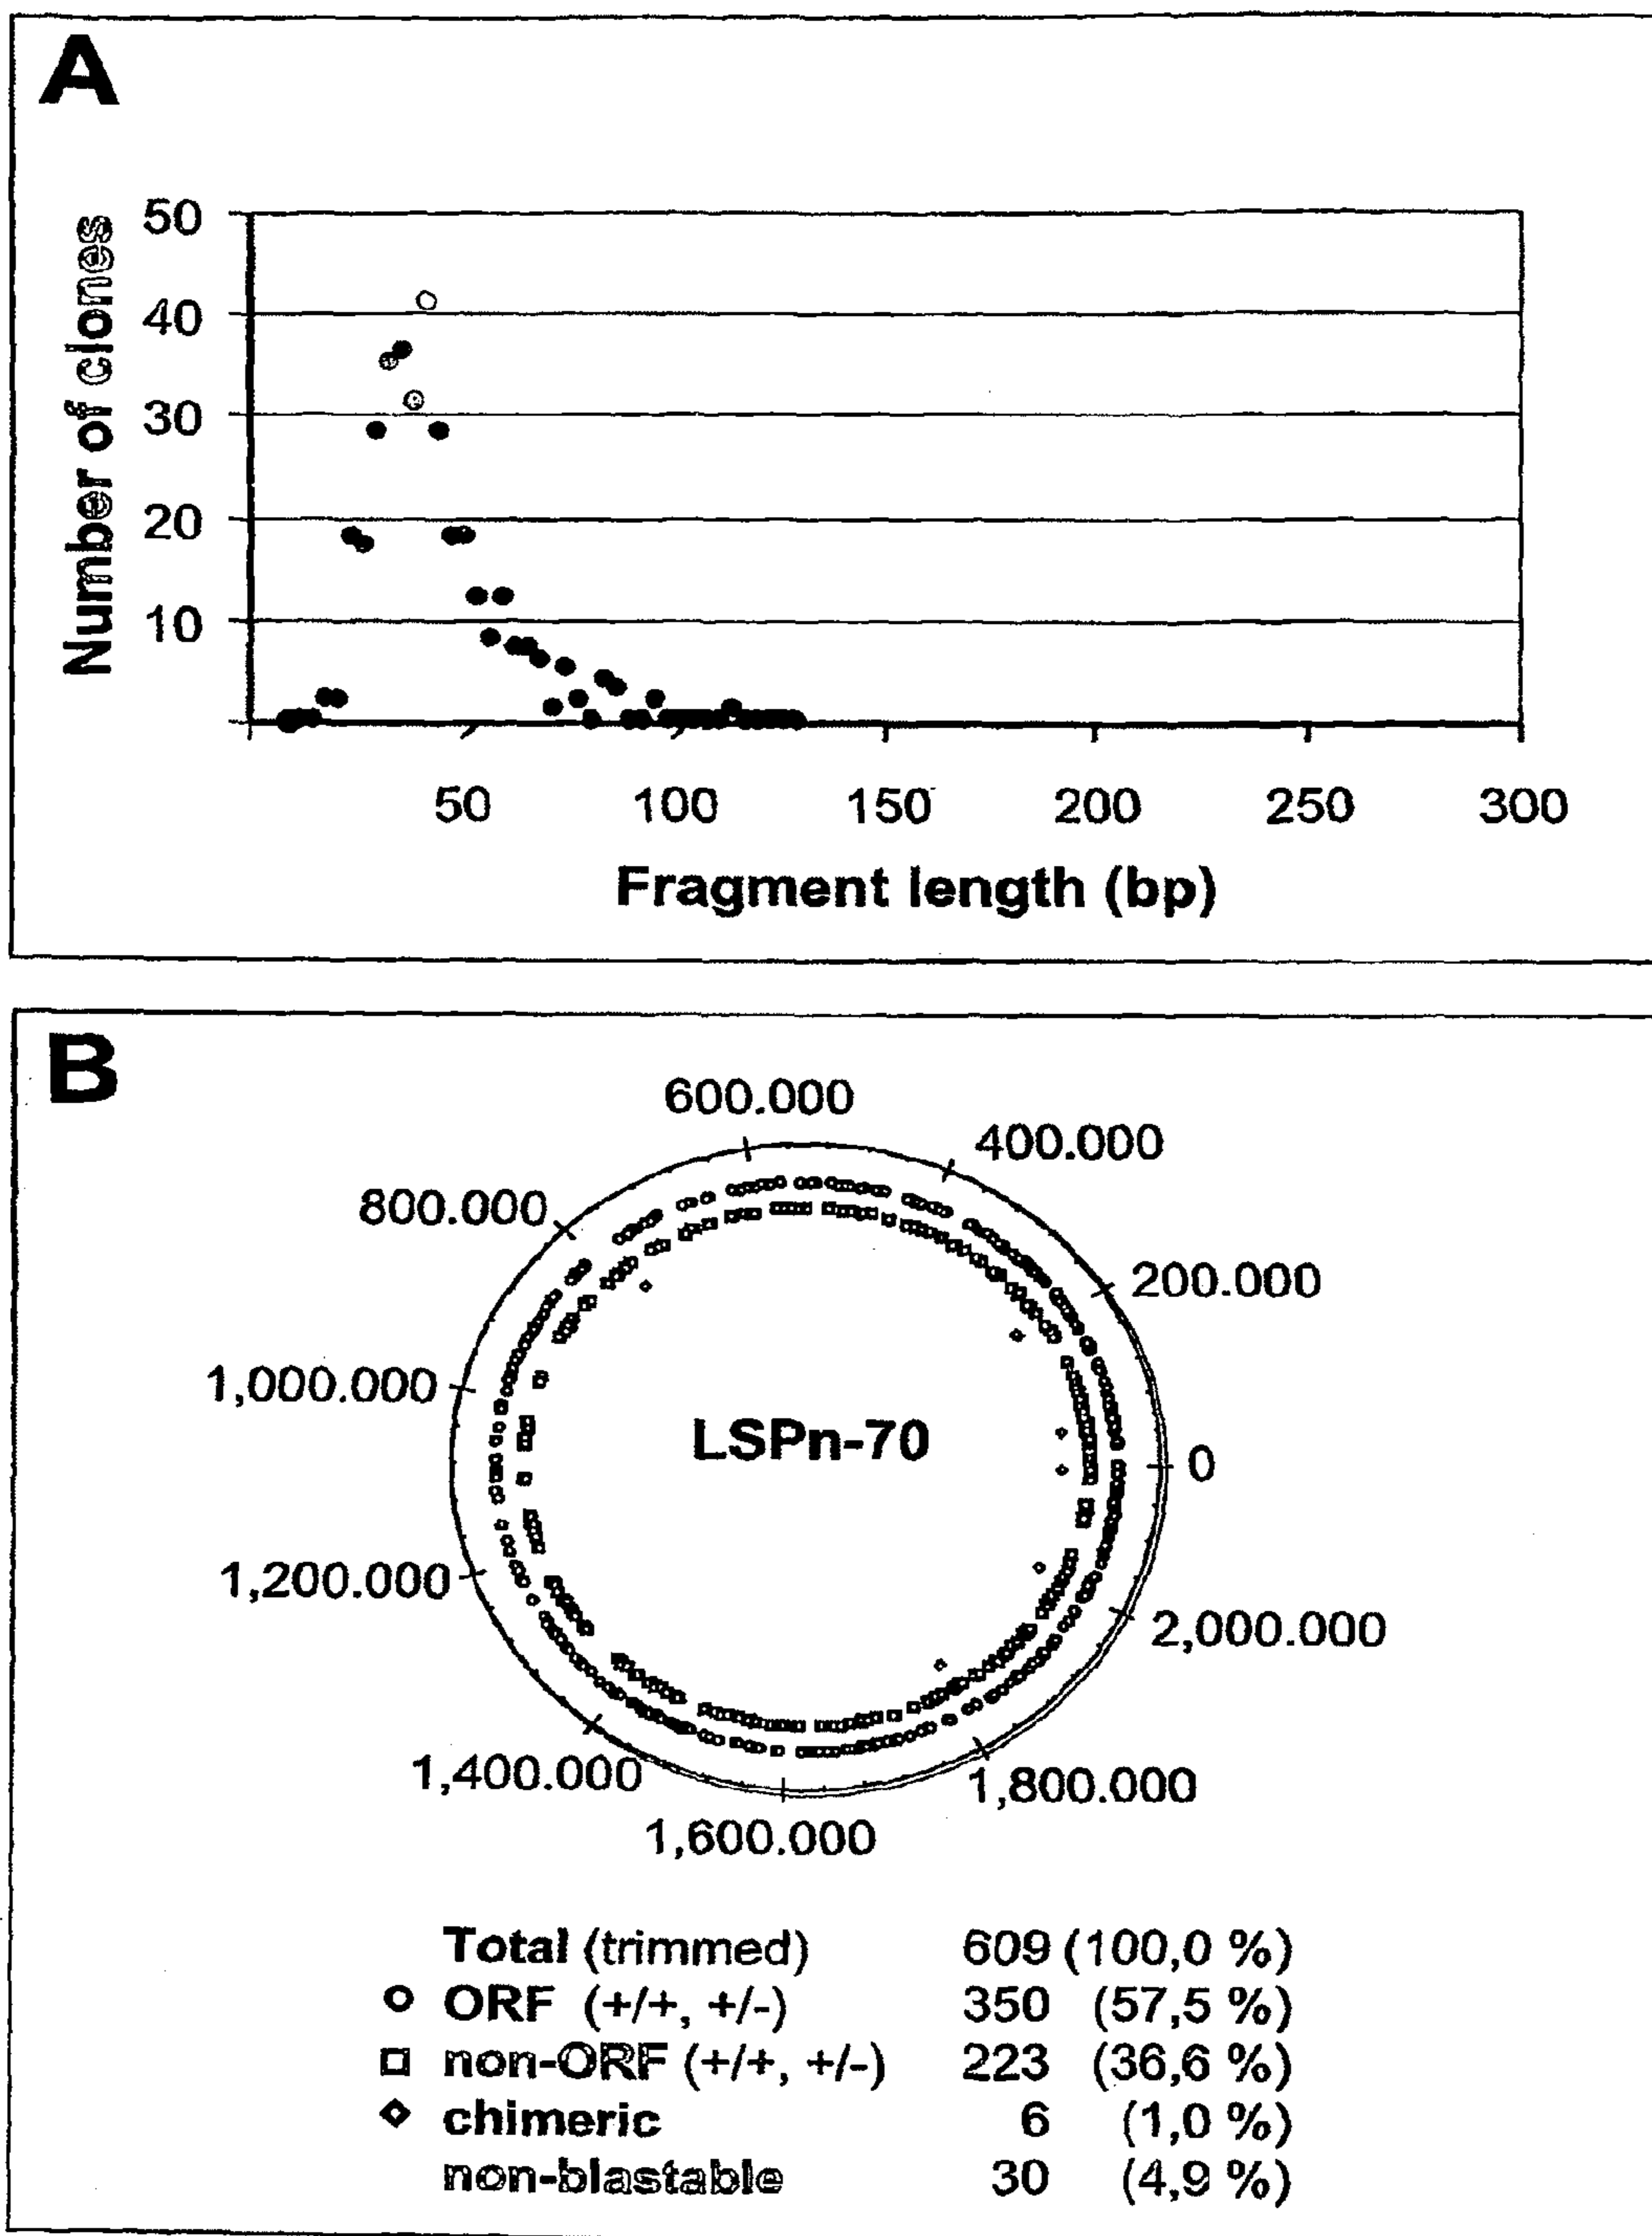 A
Number of clones
50
40
30
20
10
50 100 150 200 250 300
Fragment length (bp)
B
600.000
400.000
800.000
200.000
1,000.000
LSPn-70
0
1,200.000
2,000.000
1,400.000
1,800.000
1,600.000
Total (trimmed) 609 (100,0 %)
ORF (+/+, +/-) 350 (57,5 %)
non-ORF (+/+, +/-) 223 (36,6 %)
chimeric 6 (1,0 %)
non-blastable 30 (4,9 %)